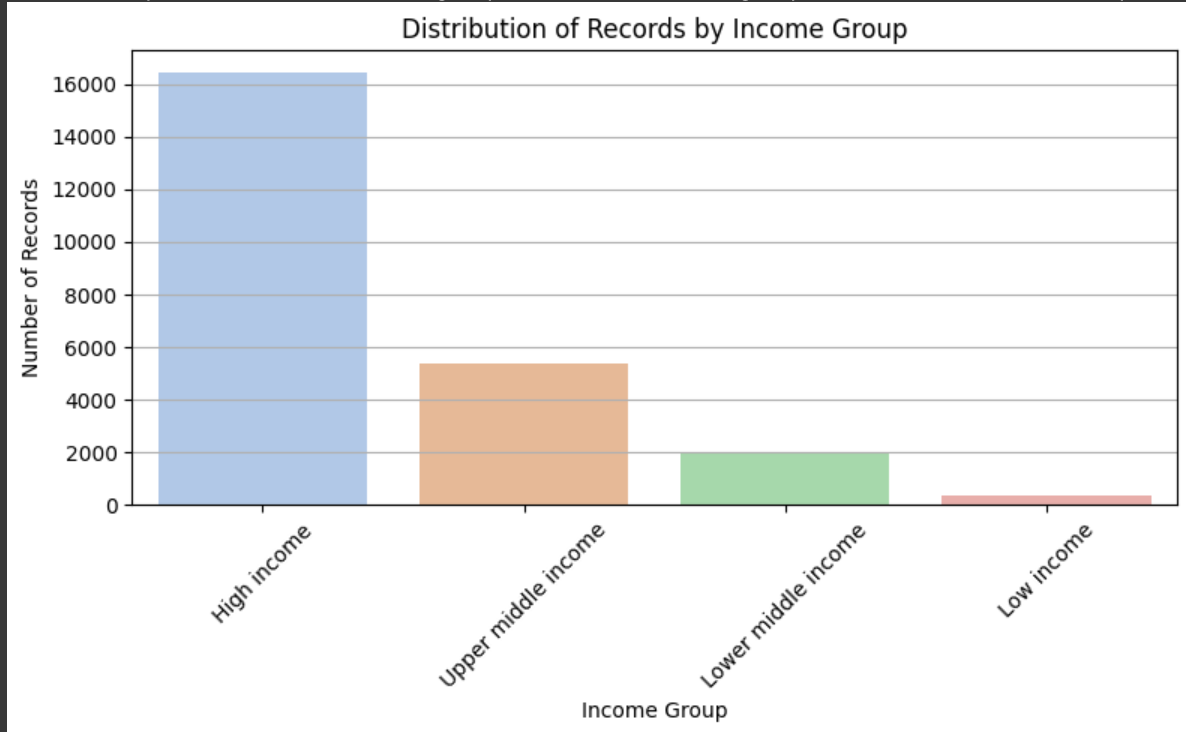 Distribution of Records by Income Group
Number of Records
16000
14000
12000
10000
8000
6000
4000
2000
0
High income
Upper middle income
Lower middle income
Low income
Income Group